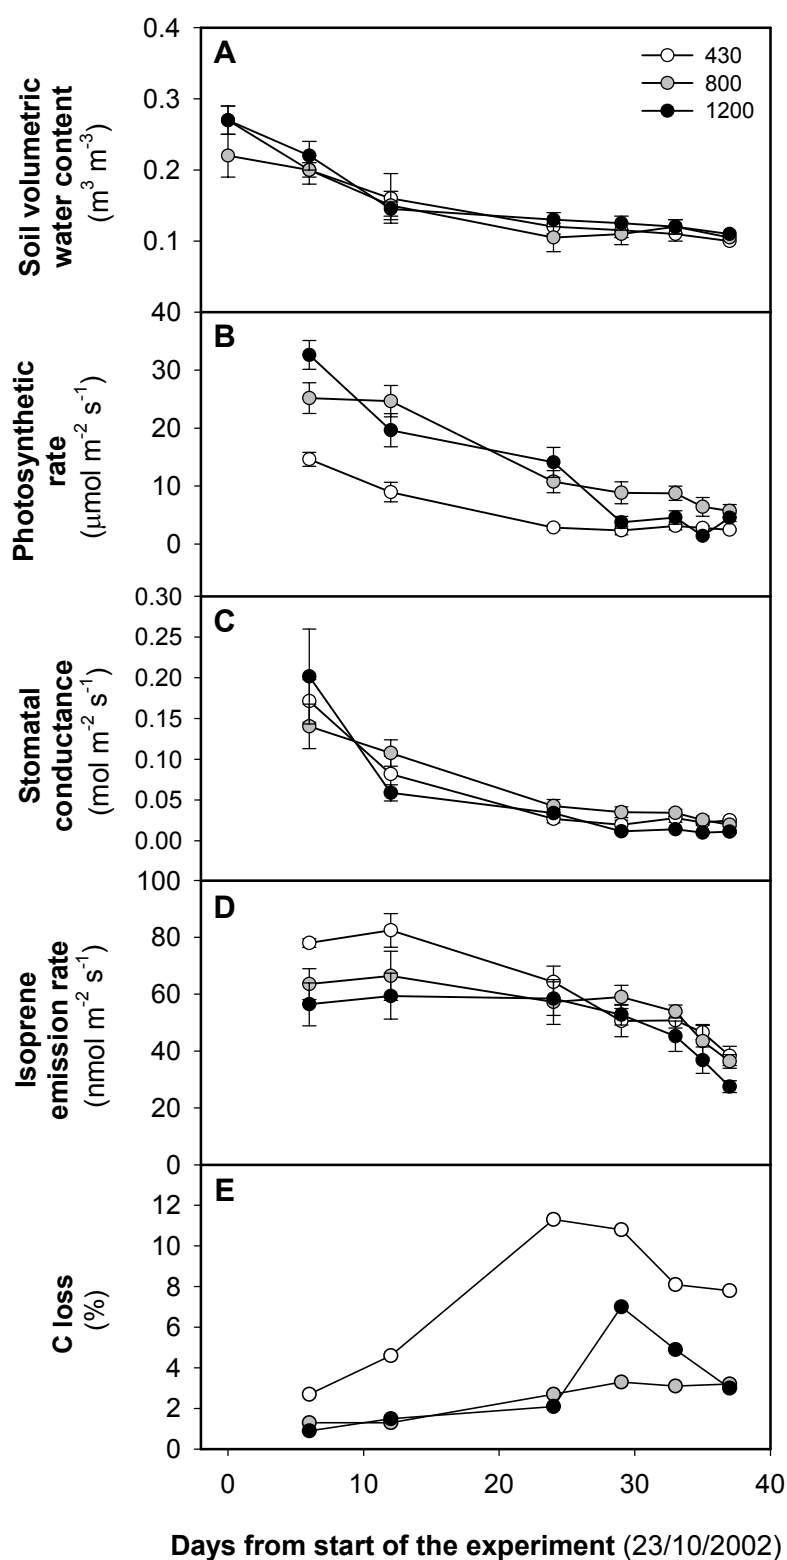 0.4
A
430
800
1200
0.3
0.2
0.1
Soil volumetric
water content
(m³ m⁻³)
40
B
30
20
10
0
Photosynthetic
rate
(μmol m⁻² s⁻¹)
0.30
C
0.25
0.20
0.15
0.10
0.05
0.00
Stomatal
conductance
(mol m⁻² s⁻¹)
100
D
80
60
40
20
0
Isoprene
emission rate
(nmol m⁻² s⁻¹)
E
12
10
8
6
4
2
0
C loss
(%)
0 10 20 30 40
Days from start of the experiment (23/10/2002)